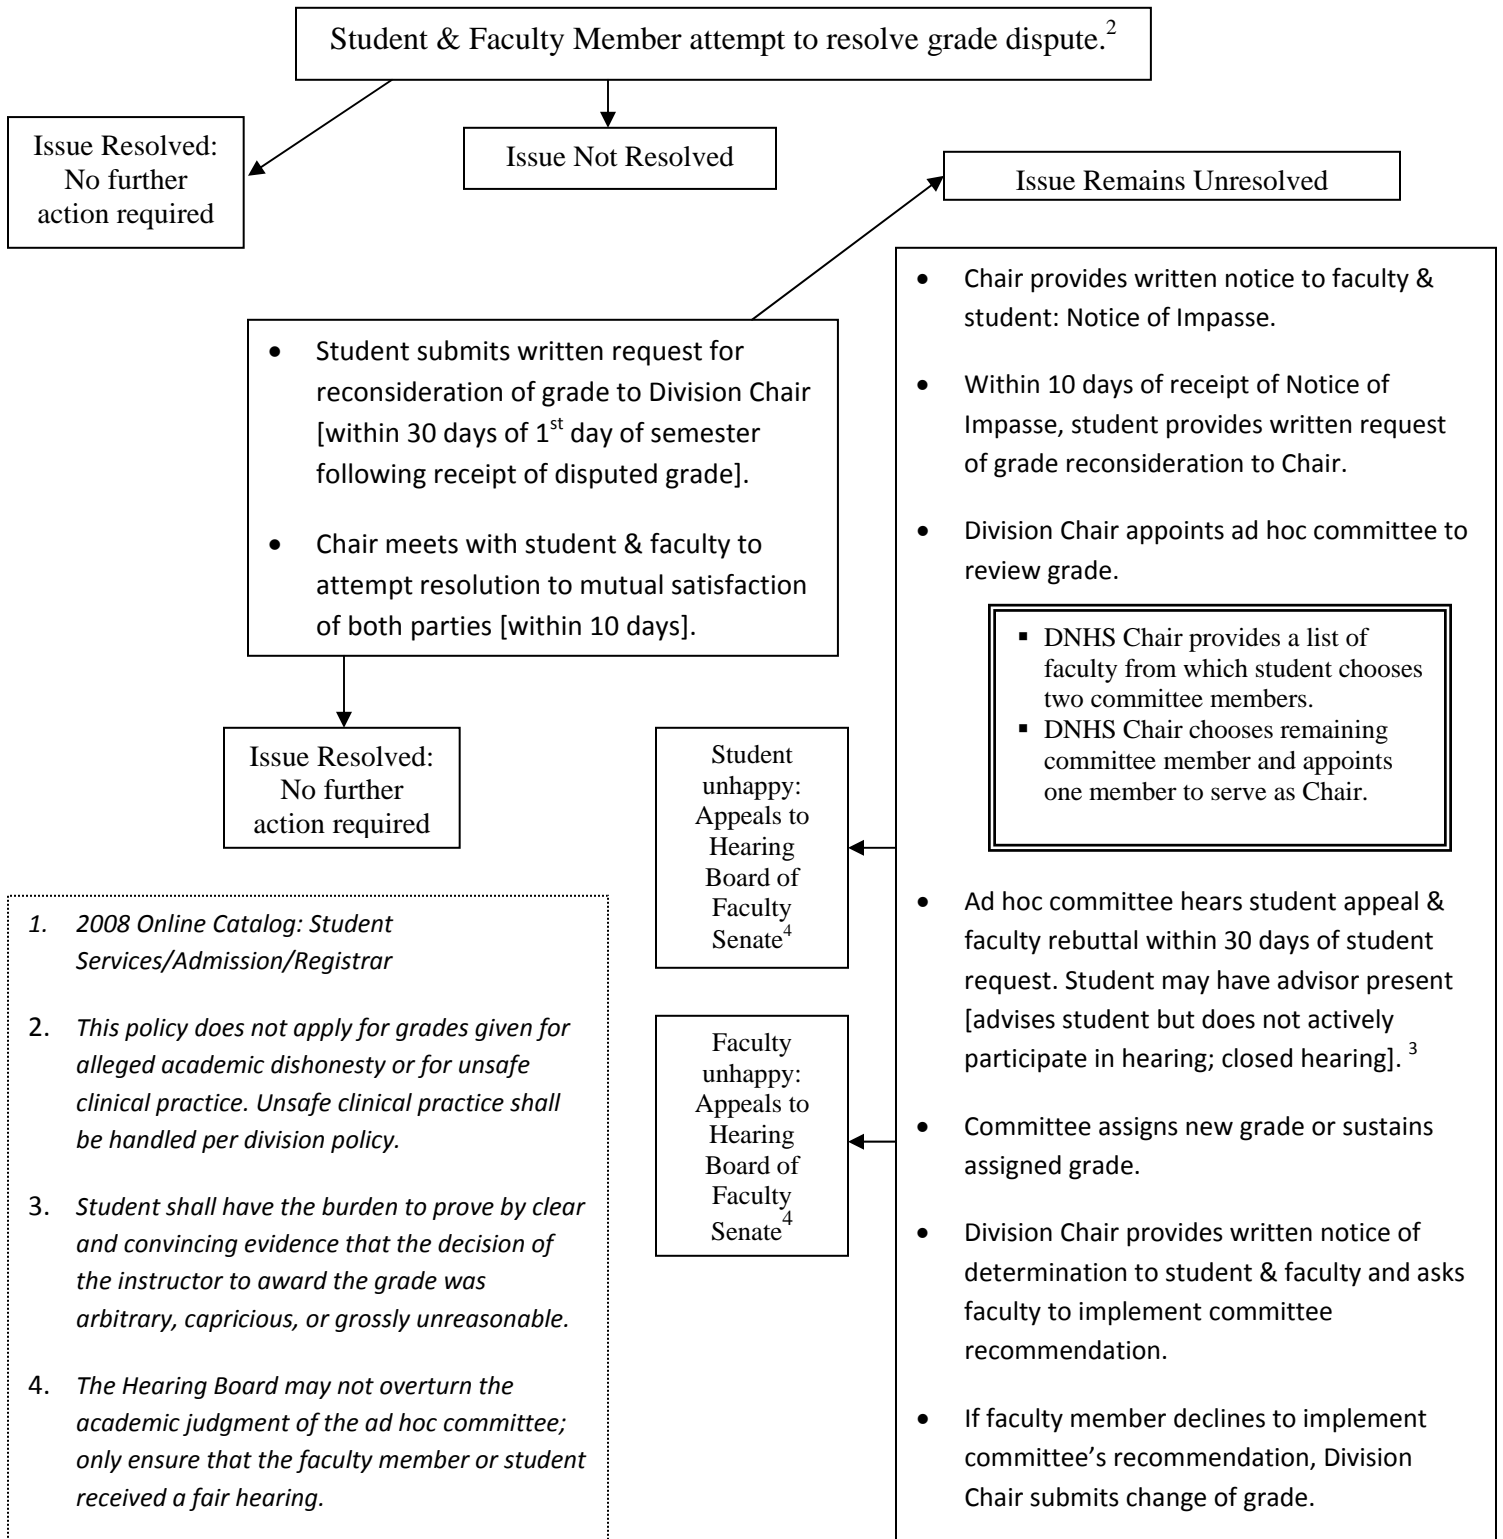 Student & Faculty Member attempt to resolve grade dispute.2
Issue Resolved:
No further
action required
Issue Not Resolved
Issue Remains Unresolved
• Student submits written request for
reconsideration of grade to Division Chair
[within 30 days of 1st day of semester
following receipt of disputed grade].
• Chair meets with student & faculty to
attempt resolution to mutual satisfaction
of both parties [within 10 days].
Issue Resolved:
No further
action required
• Chair provides written notice to faculty &
student: Notice of Impasse.
• Within 10 days of receipt of Notice of
Impasse, student provides written request
of grade reconsideration to Chair.
• Division Chair appoints ad hoc committee to
review grade.
▪ DNHS Chair provides a list of
faculty from which student chooses
two committee members.
▪ DNHS Chair chooses remaining
committee member and appoints
one member to serve as Chair.
• Ad hoc committee hears student appeal &
faculty rebuttal within 30 days of student
request. Student may have advisor present
[advises student but does not actively
participate in hearing; closed hearing]. 3
• Committee assigns new grade or sustains
assigned grade.
• Division Chair provides written notice of
determination to student & faculty and asks
faculty to implement committee
recommendation.
• If faculty member declines to implement
committee’s recommendation, Division
Chair submits change of grade.
Student
unhappy:
Appeals to
Hearing
Board of
Faculty
Senate4
Faculty
unhappy:
Appeals to
Hearing
Board of
Faculty
Senate4
1. 2008 Online Catalog: Student
Services/Admission/Registrar
2. This policy does not apply for grades given for
alleged academic dishonesty or for unsafe
clinical practice. Unsafe clinical practice shall
be handled per division policy.
3. Student shall have the burden to prove by clear
and convincing evidence that the decision of
the instructor to award the grade was
arbitrary, capricious, or grossly unreasonable.
4. The Hearing Board may not overturn the
academic judgment of the ad hoc committee;
only ensure that the faculty member or student
received a fair hearing.